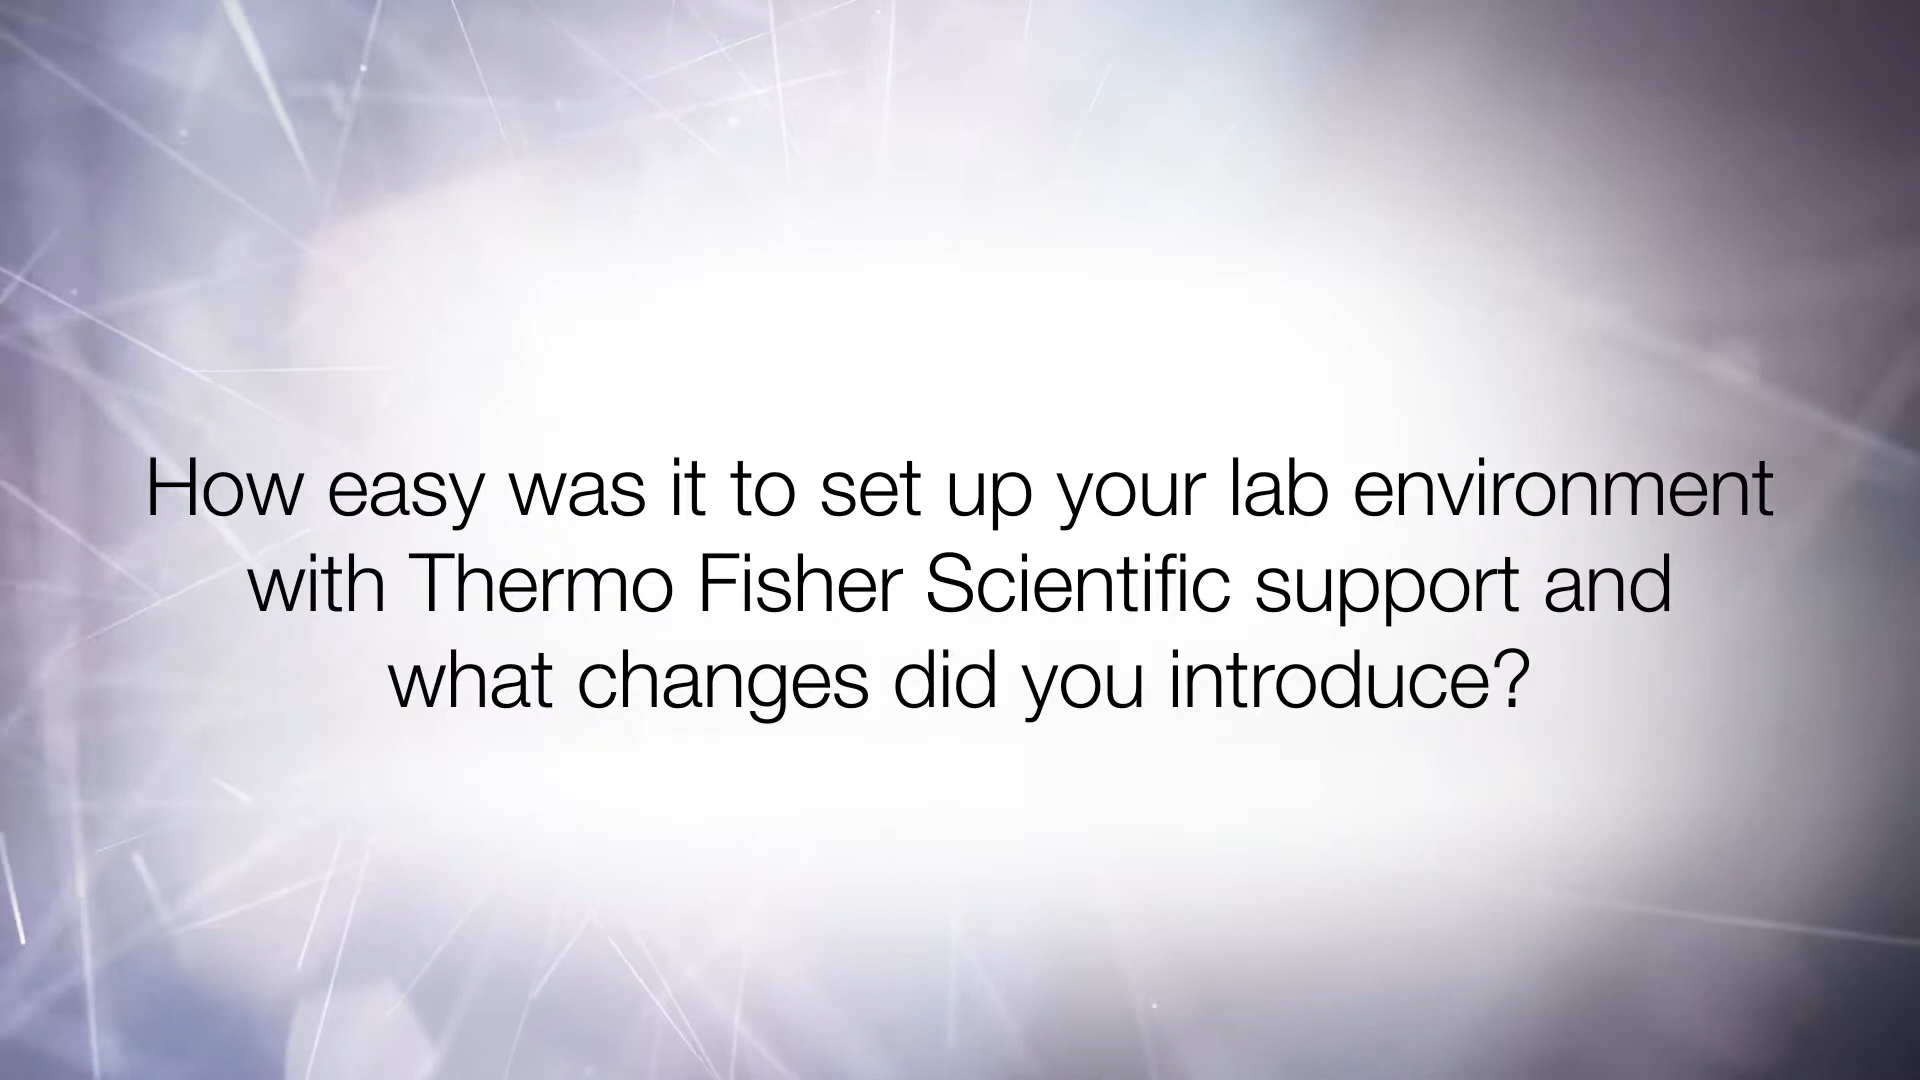 How easy was it to set up your lab environment
with Thermo Fisher Scientific support and
what changes did you introduce?